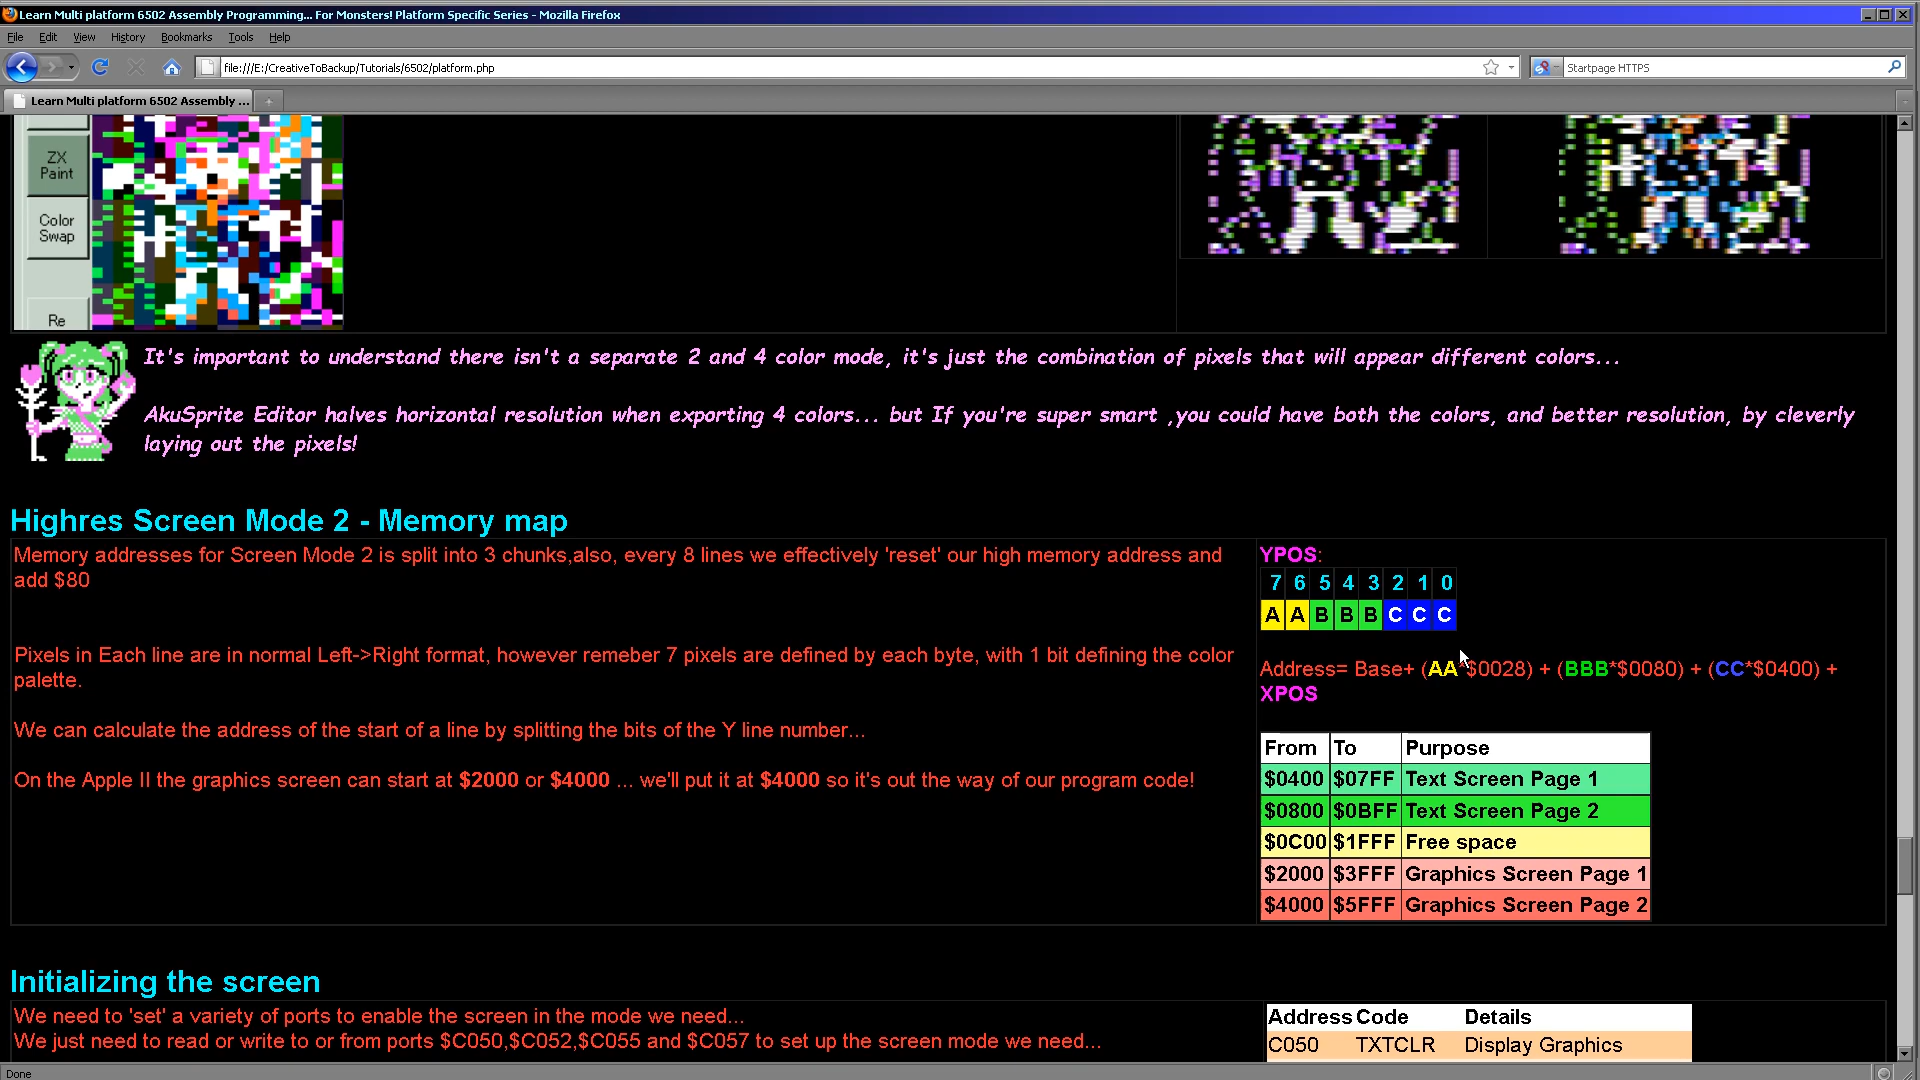 Learn Multi platform 6502 Assembly Programming... For Monsters! Platform Specific Series - Mozilla Firefox
File Edit View History Bookmarks Tools Help
file:///E:/CreativeToBackup/Tutorials/6502/platform.php
Startpage HTTPS
Learn Multi platform 6502 Assembly ...
ZX
Paint
Color
Swap
Re
It's important to understand there isn't a separate 2 and 4 color mode, it's just the combination of pixels that will appear different colors...
AkuSprite Editor halves horizontal resolution when exporting 4 colors... but If you're super smart ,you could have both the colors, and better resolution, by cleverly
laying out the pixels!
Highres Screen Mode 2 - Memory map
Memory addresses for Screen Mode 2 is split into 3 chunks,also, every 8 lines we effectively 'reset' our high memory address and
add $80
Pixels in Each line are in normal Left->Right format, however remeber 7 pixels are defined by each byte, with 1 bit defining the color
palette.
We can calculate the address of the start of a line by splitting the bits of the Y line number...
On the Apple II the graphics screen can start at $2000 or $4000 ... we'll put it at $4000 so it's out the way of our program code!
YPOS:
7 6 5 4 3 2 1 0
A A B B B C C C
Address= Base+ (AA*$0028) + (BBB*$0080) + (CC*$0400) +
XPOS
From To Purpose
$0400 $07FF Text Screen Page 1
$0800 $0BFF Text Screen Page 2
$0C00 $1FFF Free space
$2000 $3FFF Graphics Screen Page 1
$4000 $5FFF Graphics Screen Page 2
Initializing the screen
We need to 'set' a variety of ports to enable the screen in the mode we need...
We just need to read or write to or from ports $C050,$C052,$C055 and $C057 to set up the screen mode we need...
Address Code Details
C050 TXTCLR Display Graphics
Done